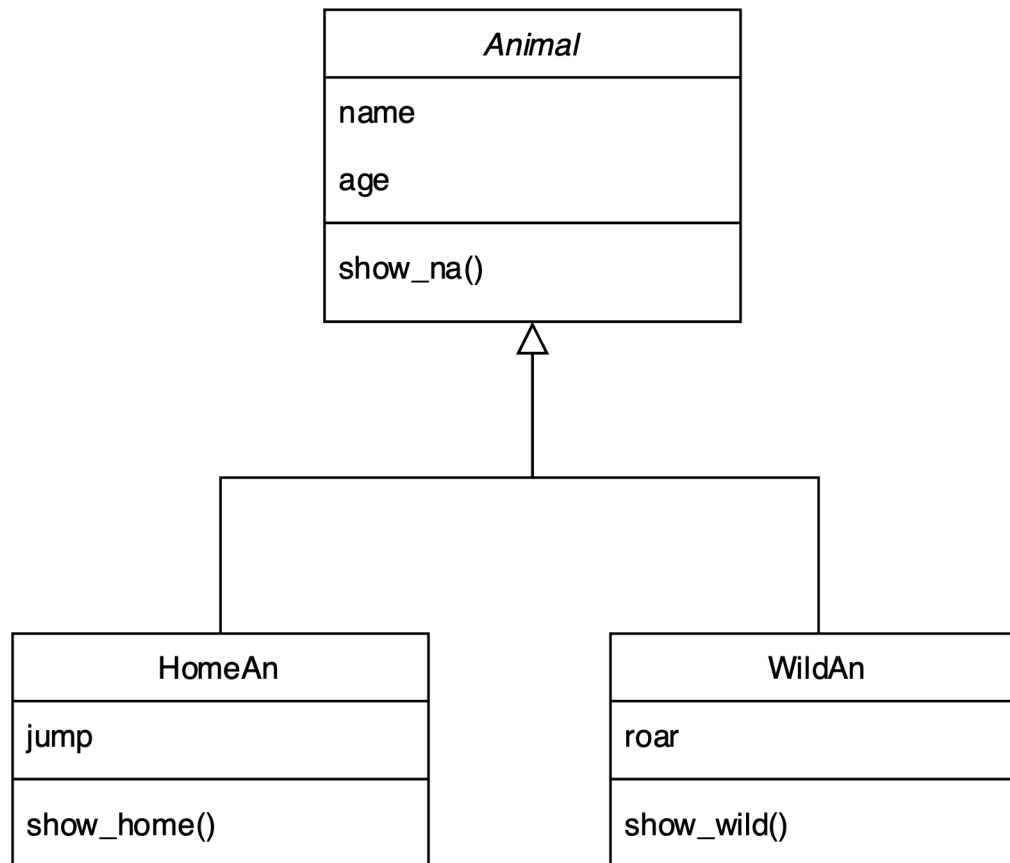 Animal
name
age
show_na()
HomeAn
jump
show_home()
WildAn
roar
show_wild()